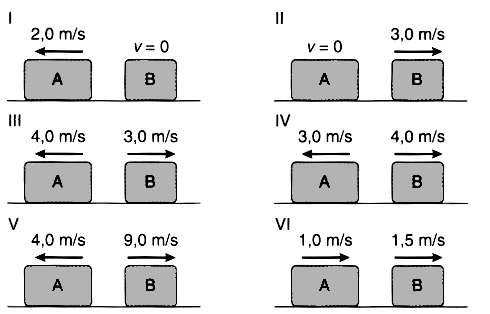 I
2,0 m/s
v = 0
A
B
II
v = 0
3,0 m/s
A
B
III
4,0 m/s
3,0 m/s
A
B
IV
3,0 m/s
4,0 m/s
A
B
V
4,0 m/s
9,0 m/s
A
B
VI
1,0 m/s
1,5 m/s
A
B